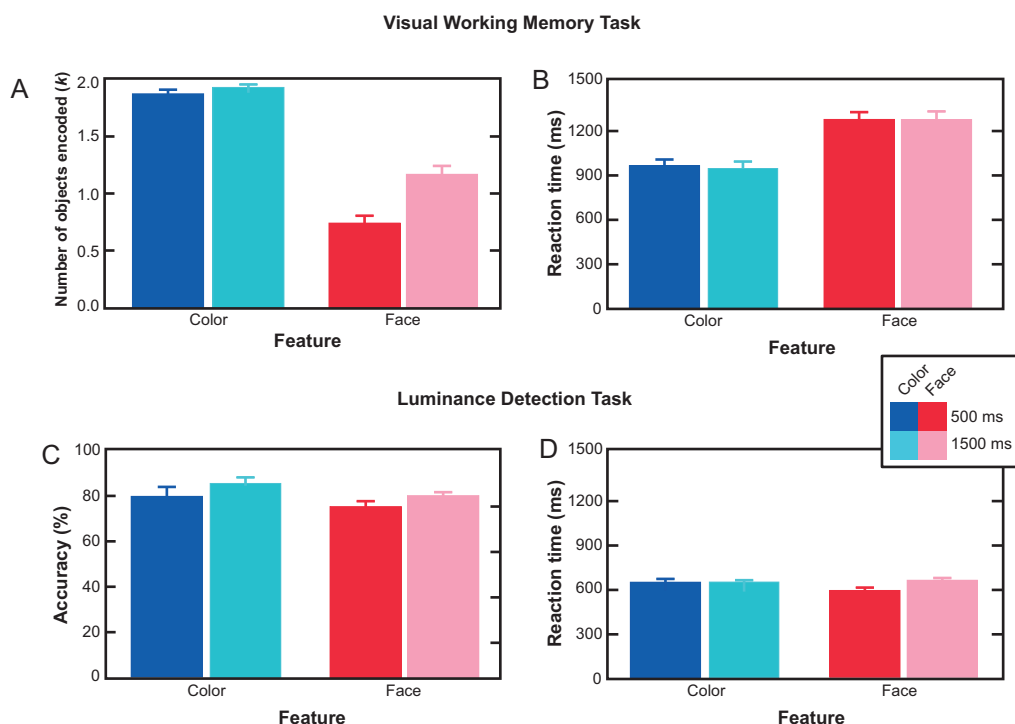 Visual Working Memory Task
A
Number of objects encoded (k)
2.0
1.5
1.0
0.5
0.0
Color
Face
Feature
B
Reaction time (ms)
1500
1200
900
600
300
0
Color
Face
Feature
Color
Face
500 ms
1500 ms
Luminance Detection Task
C
Accuracy (%)
100
80
60
40
20
0
Color
Face
Feature
D
Reaction time (ms)
1500
1200
900
600
300
0
Color
Face
Feature